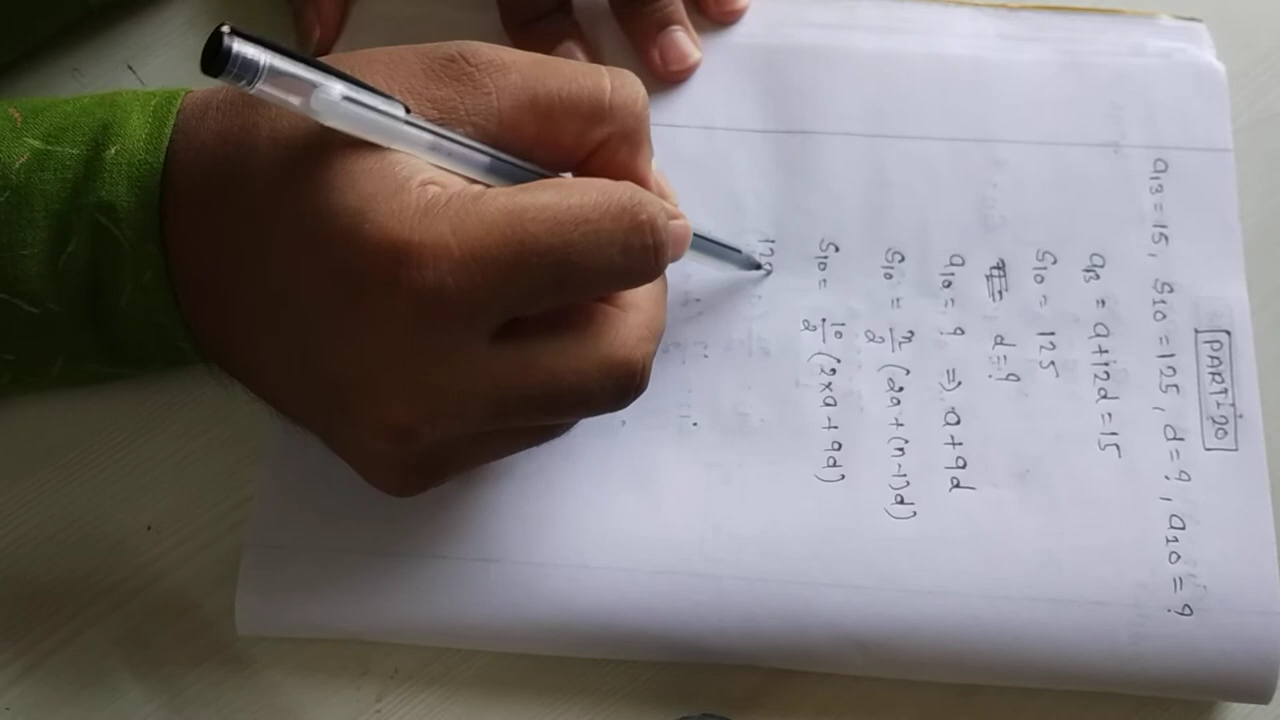 PART-20
a13 = 15, S10 = 125, d = ?, a10 = ?
a13 = a+12d = 15
S10 = 125
d = ?
a10 = ? => a+9d
S10 = n/2 (2a+(n-1)d)
S10 = 10/2 (2×a+9d)
12